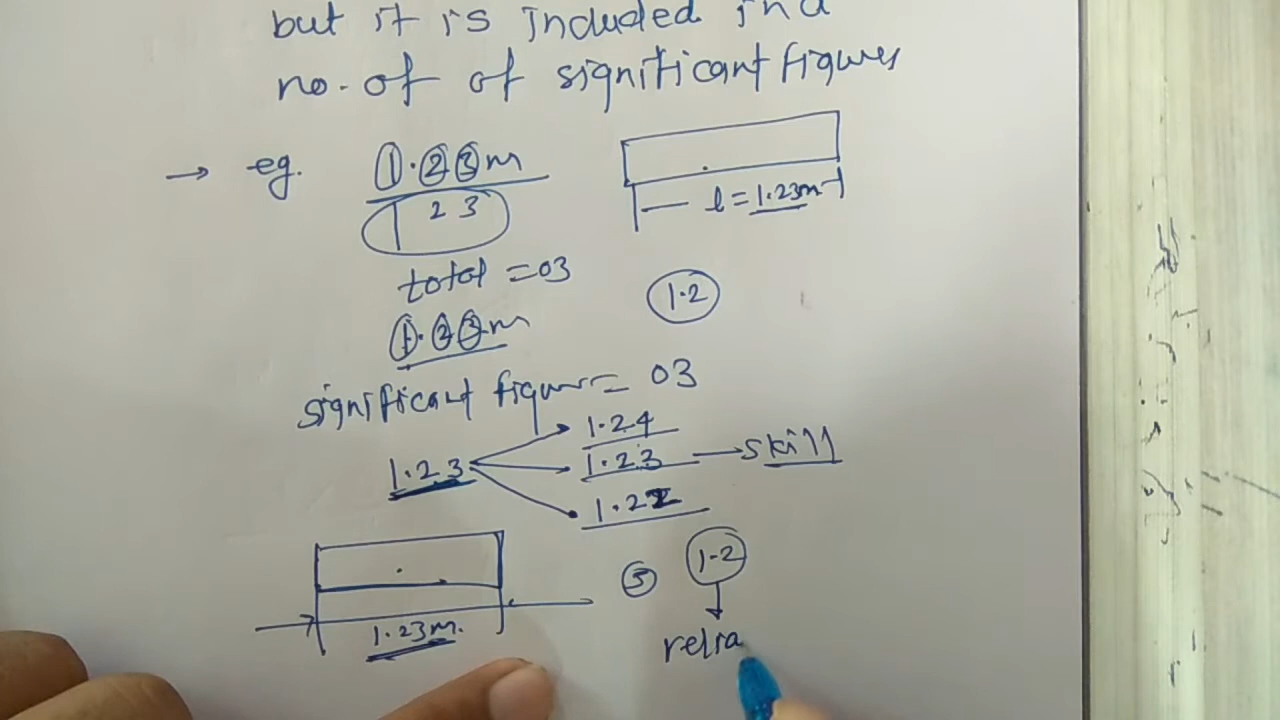 but it is included in a
no. of of significant figures
→ eg. 1.23m
l = 1.23m
1 2 3
total = 03
1.2
1.23m
significant figure = 03
1.24
1.23 1.23 — skill
1.22
3 1-2
1.23m.
relia